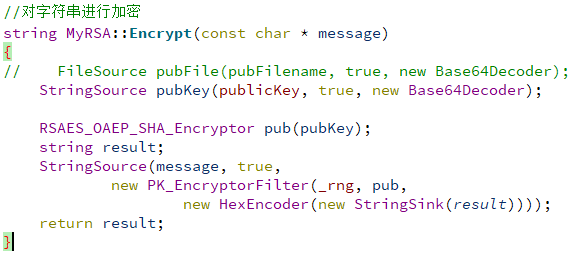 //对字符串进行加密
string MyRSA::Encrypt(const char * message)
{
//    FileSource pubFile(pubFilename, true, new Base64Decoder);
    StringSource pubKey(publicKey, true, new Base64Decoder);

    RSAES_OAEP_SHA_Encryptor pub(pubKey);
    string result;
    StringSource(message, true,
            new PK_EncryptorFilter(_rng, pub,
                    new HexEncoder(new StringSink(result))));
    return result;
}